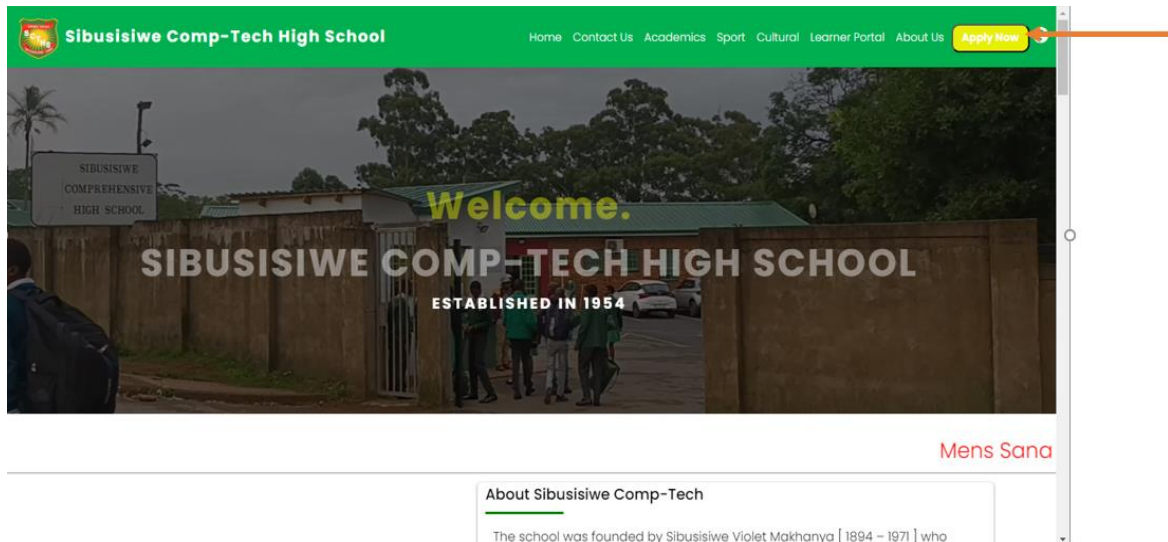 Sibusisiwe Comp-Tech High School
Home Contact Us Academics Sport Cultural Learner Portal About Us Apply Now
SIBUSISIWE
COMPREHENSIVE
HIGH SCHOOL
Welcome.
SIBUSISIWE COMP-TECH HIGH SCHOOL
ESTABLISHED IN 1954
Mens Sana
About Sibusisiwe Comp-Tech
The school was founded by Sibusisiwe Violet Makhanya [ 1894 – 1971 ] who